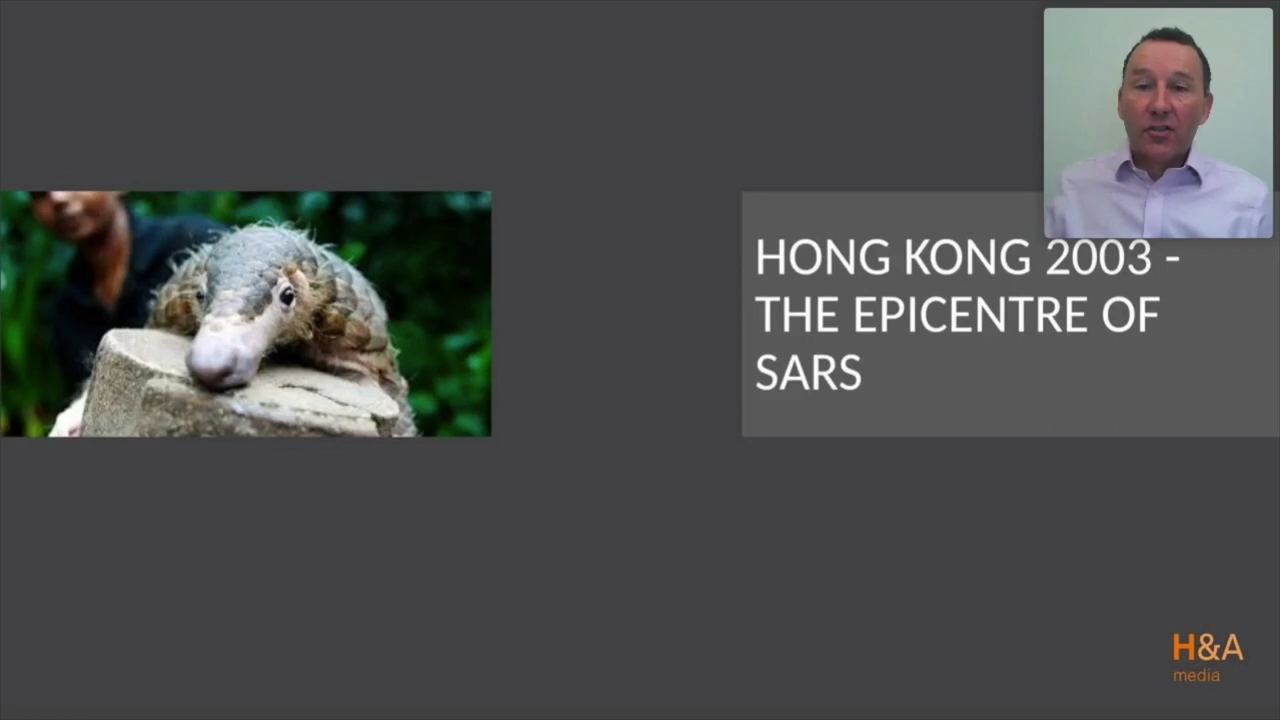 HONG KONG 2003 -
THE EPICENTRE OF
SARS
H&A
media